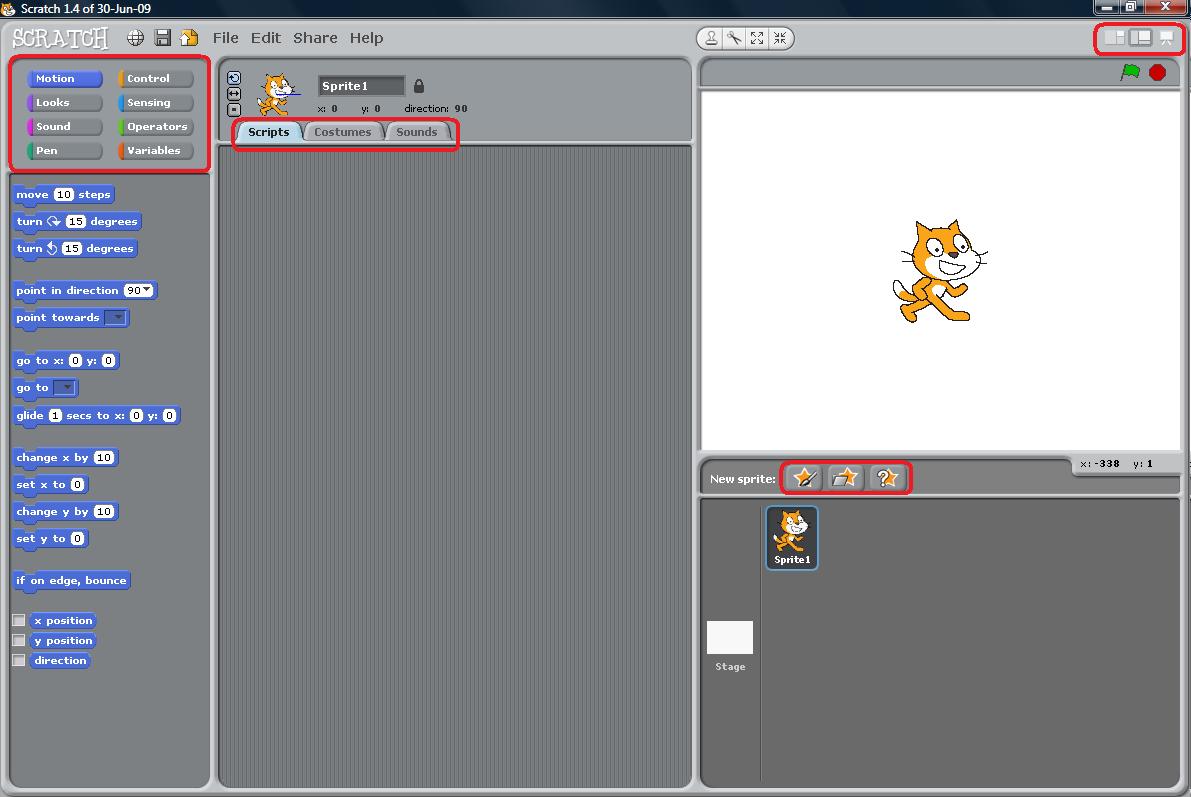 Scratch 1.4 of 30-Jun-09
SCRATCH File Edit Share Help
Motion Control
Looks Sensing
Sound Operators
Pen Variables
Sprite1
x: 0 y: 0 direction: 90
Scripts Costumes Sounds
move 10 steps
turn 15 degrees
turn 15 degrees
point in direction 90
point towards
go to x: 0 y: 0
go to
glide 1 secs to x: 0 y: 0
change x by 10
set x to 0
change y by 10
set y to 0
if on edge, bounce
x position
y position
direction
x: -338 y: 1
New sprite:
Sprite1
Stage